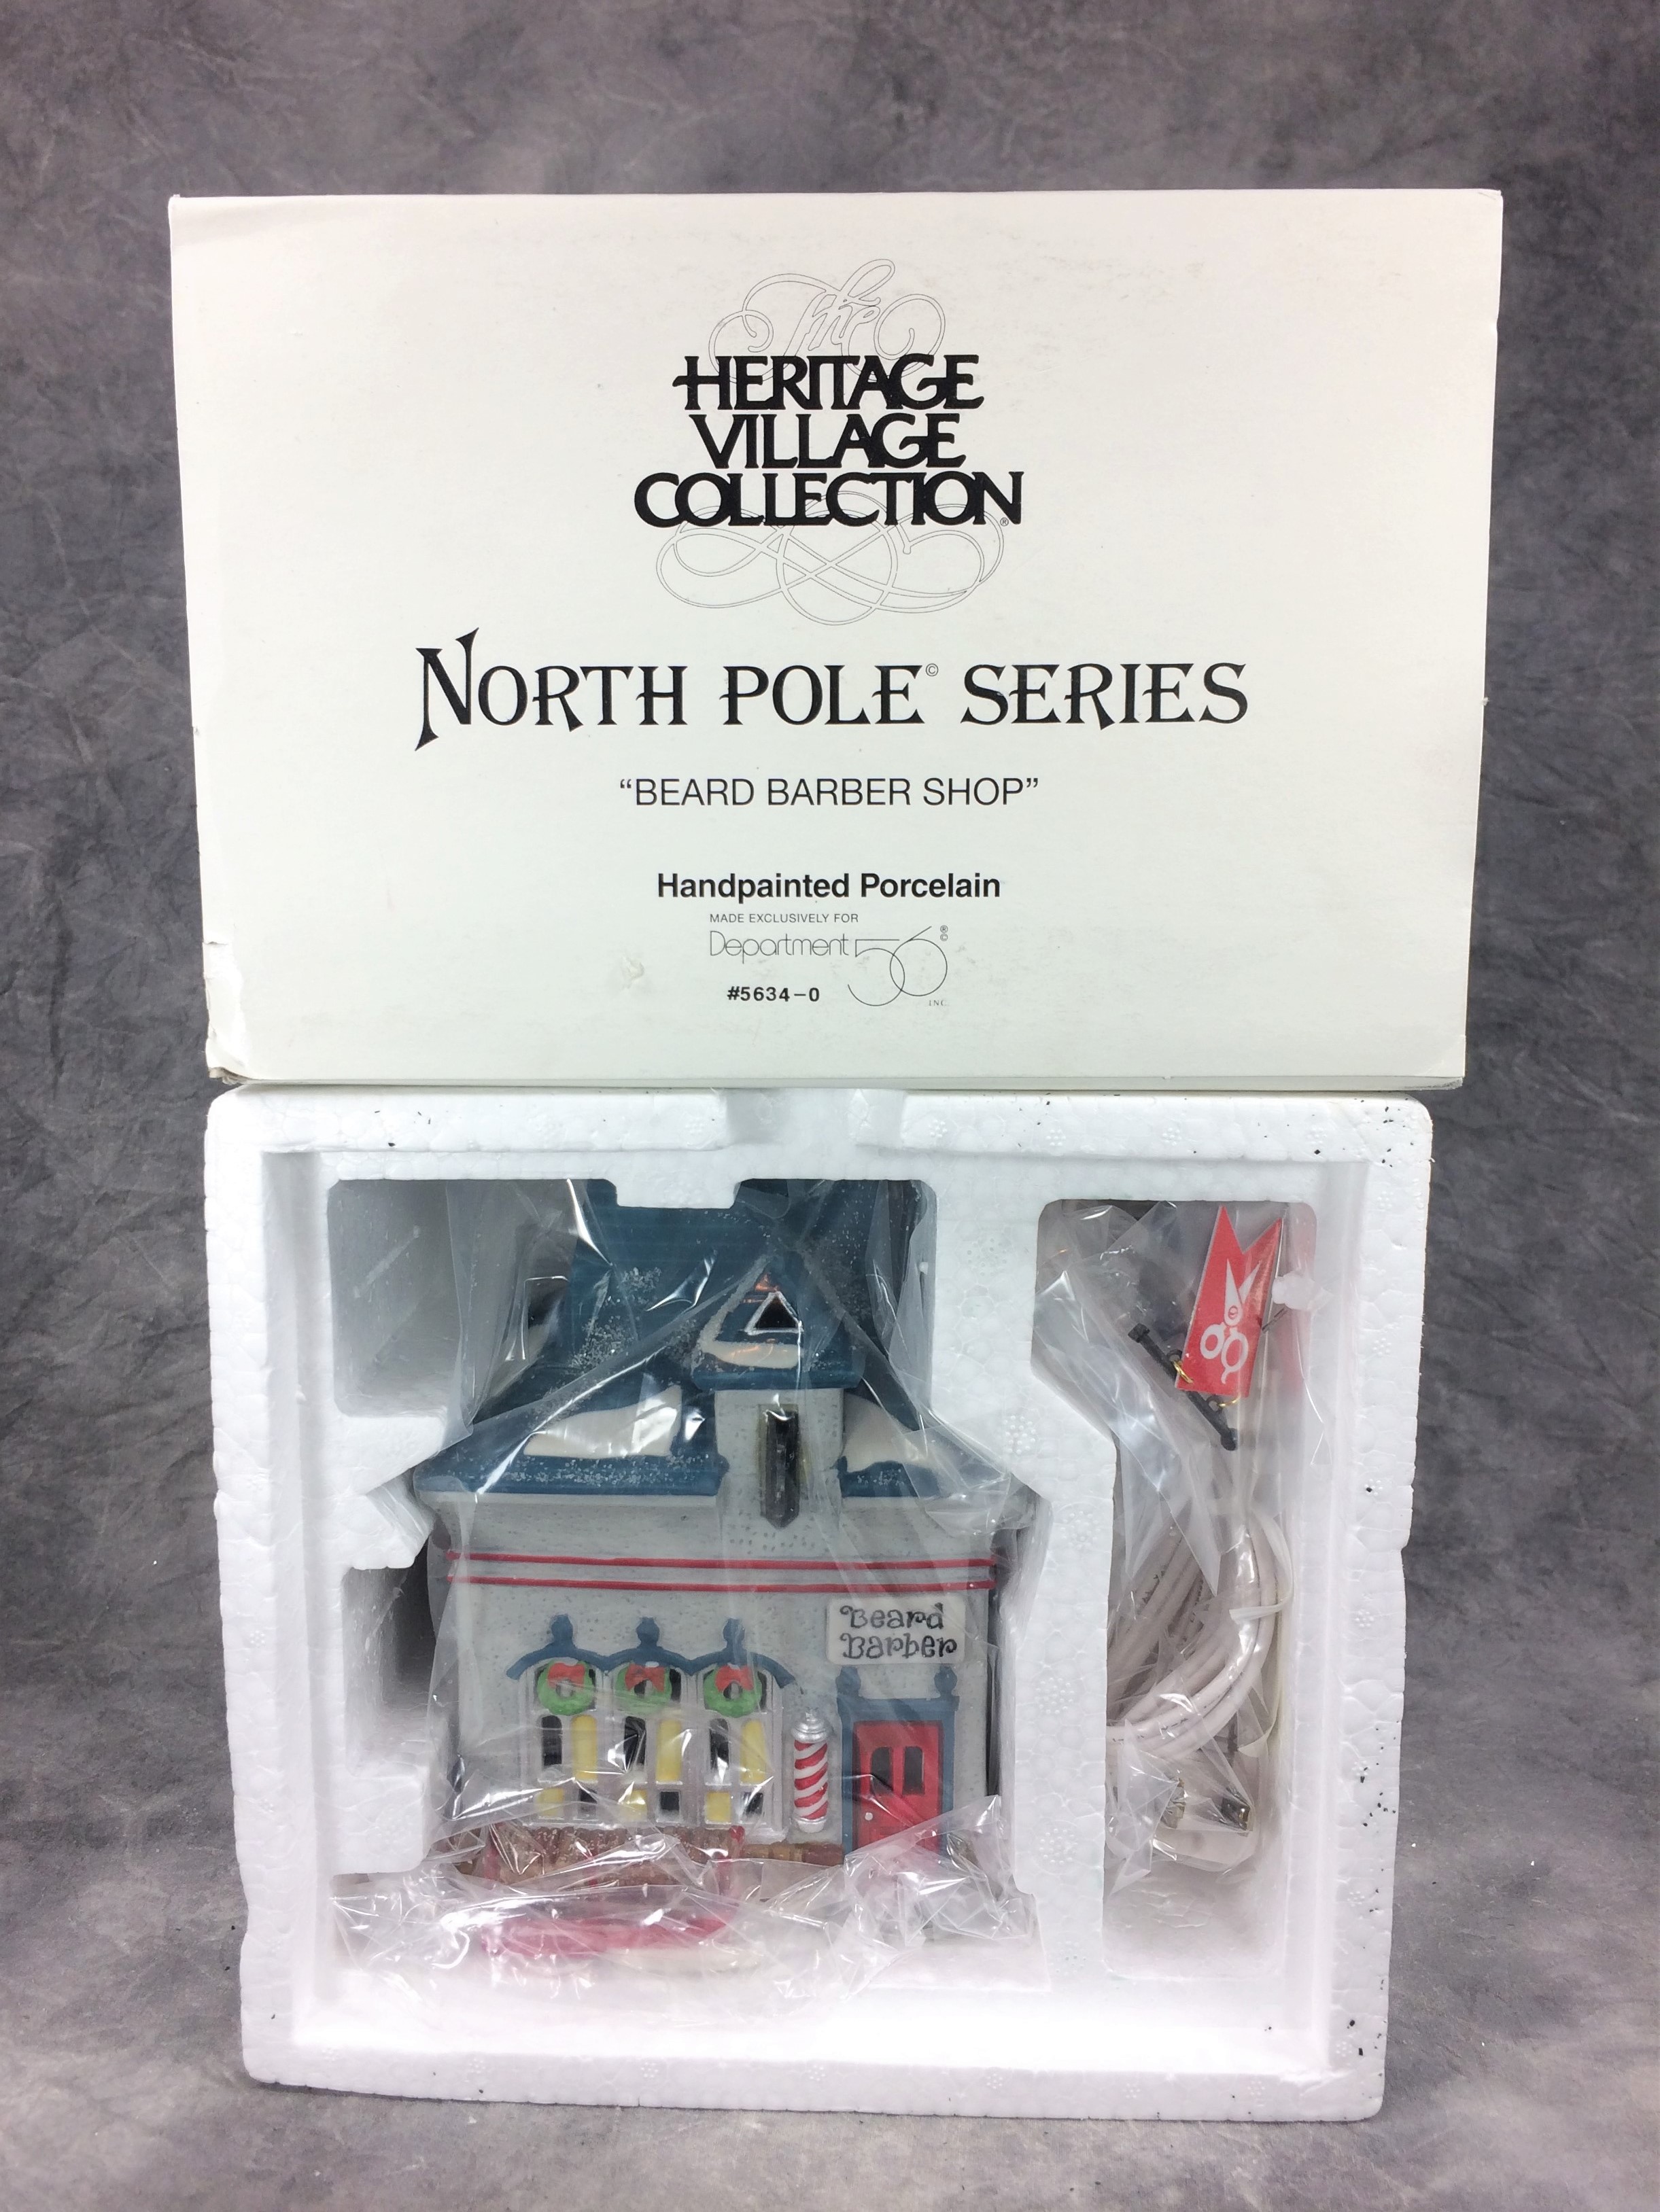 The
HERITAGE
VILLAGE
COLLECTION®
NORTH POLE© SERIES
“BEARD BARBER SHOP”
Handpainted Porcelain
MADE EXCLUSIVELY FOR
Department 56 ®©
INC.
#5634-0
Beard
Barber